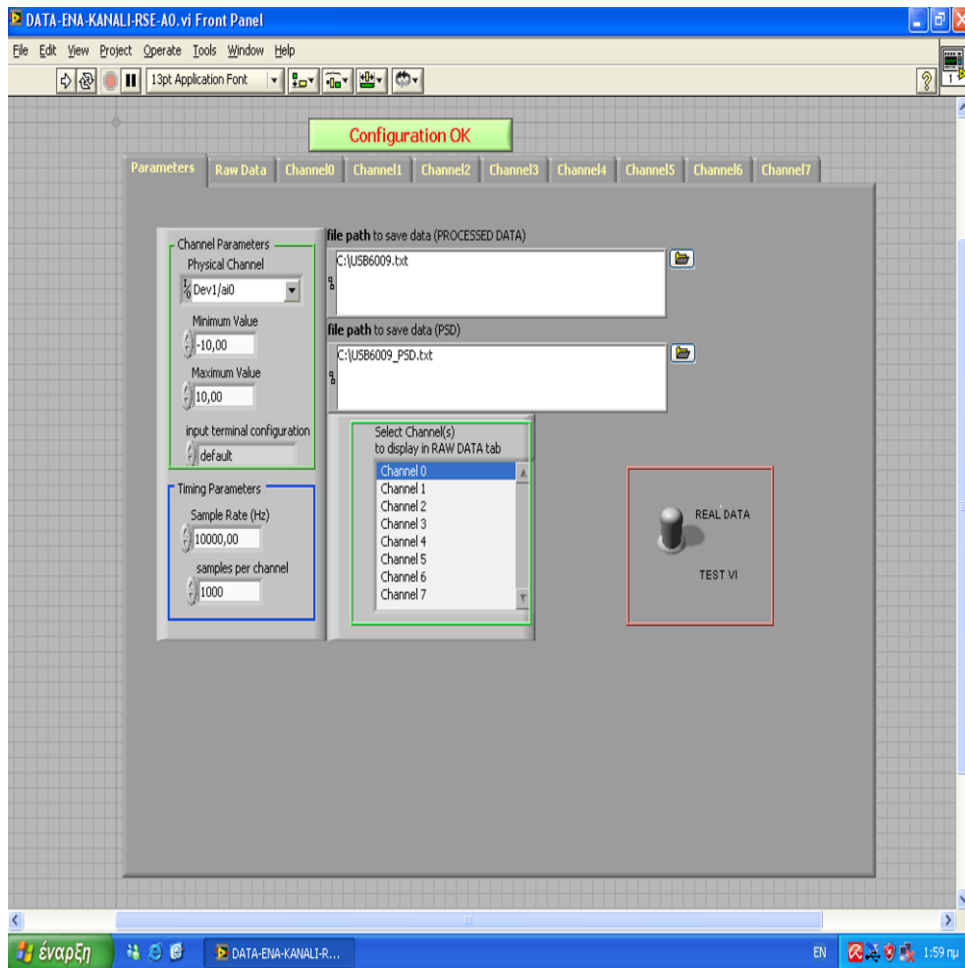 DATA-ENA-KANALI-RSE-A0.vi Front Panel
File Edit View Project Operate Tools Window Help
13pt Application Font
1
Configuration OK
Parameters Raw Data Channel0 Channel1 Channel2 Channel3 Channel4 Channel5 Channel6 Channel7
file path to save data (PROCESSED DATA)
C:\USB6009.txt
file path to save data (PSD)
C:\USB6009_PSD.txt
Channel Parameters
Physical Channel
Dev1/ai0
Minimum Value
-10,00
Maximum Value
10,00
input terminal configuration
default
Timing Parameters
Sample Rate (Hz)
10000,00
samples per channel
1000
Select Channel(s)
to display in RAW DATA tab
Channel 0
Channel 1
Channel 2
Channel 3
Channel 4
Channel 5
Channel 6
Channel 7
REAL DATA
TEST VI
έναρξη
DATA-ENA-KANALI-R...
EN
1:59 πμ